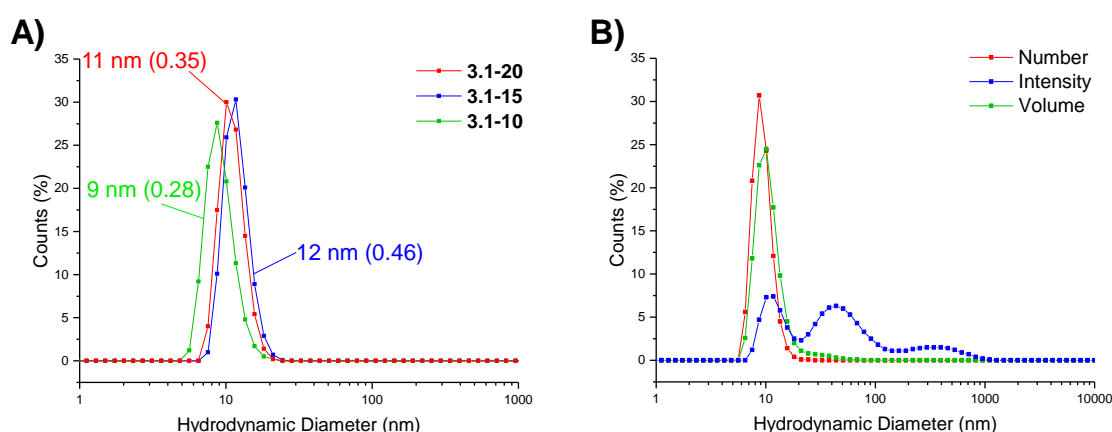 A)
11 nm (0.35)
3.1-20
3.1-15
3.1-10
9 nm (0.28)
12 nm (0.46)
35
30
25
20
15
10
5
0
Counts (%)
1 10 100 1000
Hydrodynamic Diameter (nm)
B)
Number
Intensity
Volume
35
30
25
20
15
10
5
0
Counts (%)
1 10 100 1000 10000
Hydrodynamic Diameter (nm)